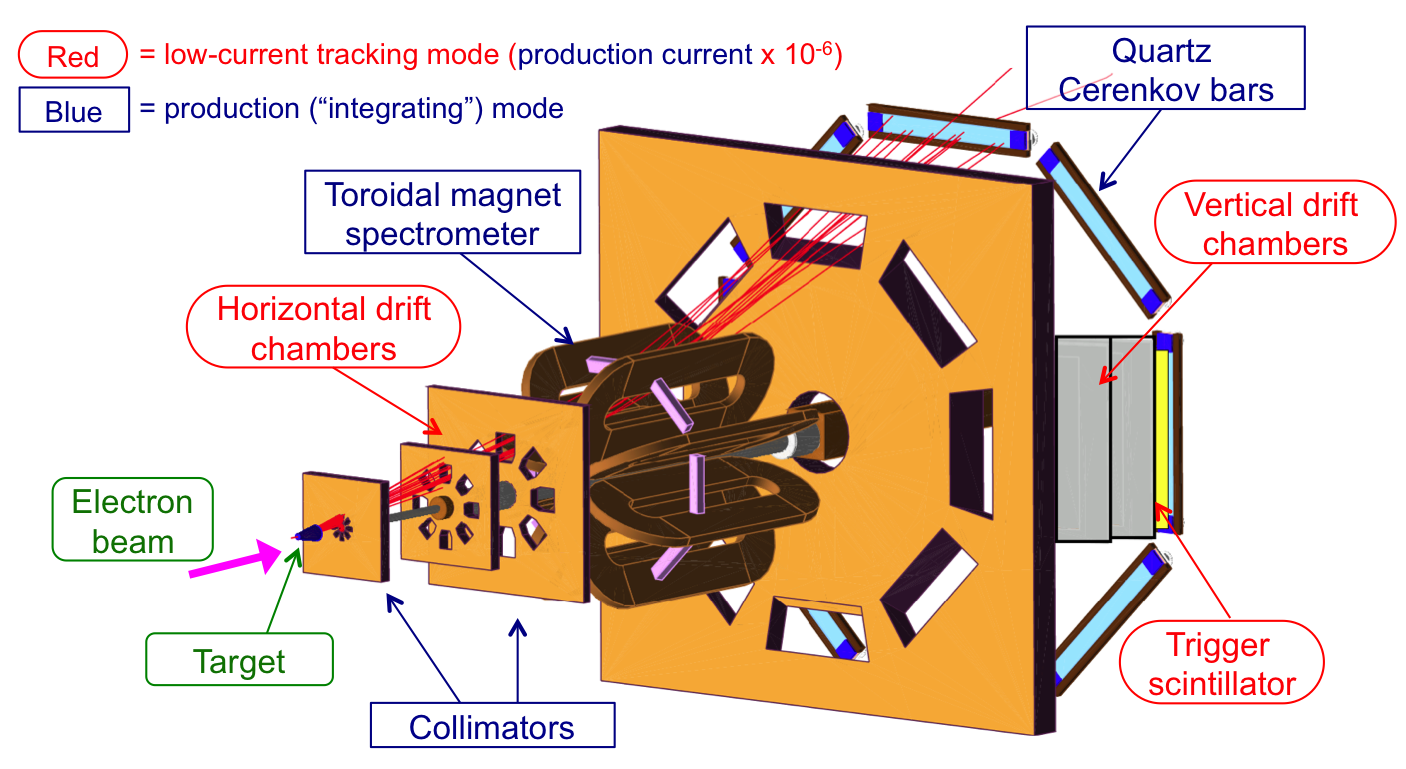 Red = low-current tracking mode (production current x 10⁻⁶)
Blue = production (“integrating”) mode
Quartz
Cerenkov bars
Toroidal magnet
spectrometer
Vertical drift
chambers
Horizontal drift
chambers
Electron
beam
Target
Collimators
Trigger
scintillator